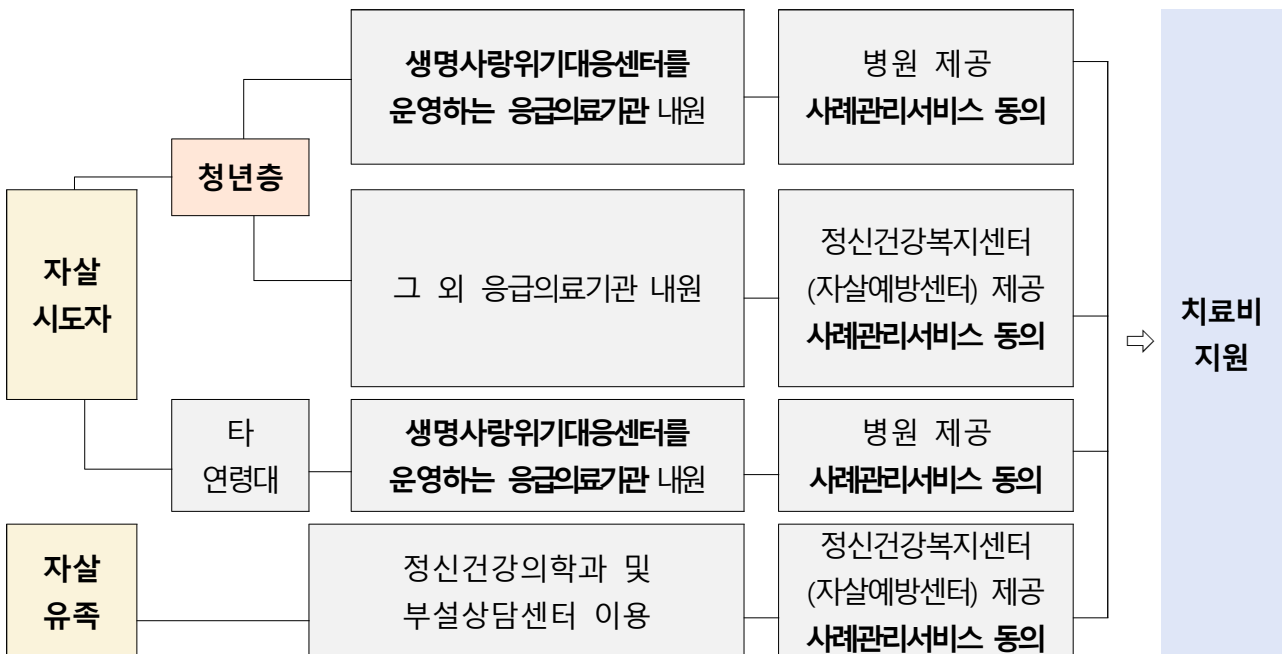 생명사랑위기대응센터를
운영하는 응급의료기관 내원
병원 제공
사례관리서비스 동의
청년층
자살
시도자
그 외 응급의료기관 내원
정신건강복지센터
(자살예방센터) 제공
사례관리서비스 동의
타
연령대
생명사랑위기대응센터를
운영하는 응급의료기관 내원
병원 제공
사례관리서비스 동의
자살
유족
정신건강의학과 및
부설상담센터 이용
정신건강복지센터
(자살예방센터) 제공
사례관리서비스 동의
⇨
치료비
지원